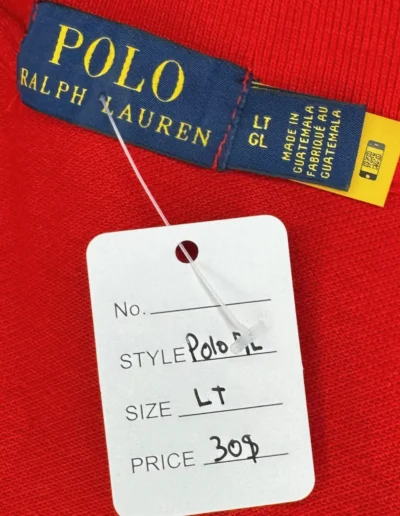 POLO
RALPH LAUREN
LT
GL
MADE IN
GUATEMALA
FABRIQUÉ AU
GUATEMALA
No.
STYLE Polo
SIZE LT
PRICE 30$